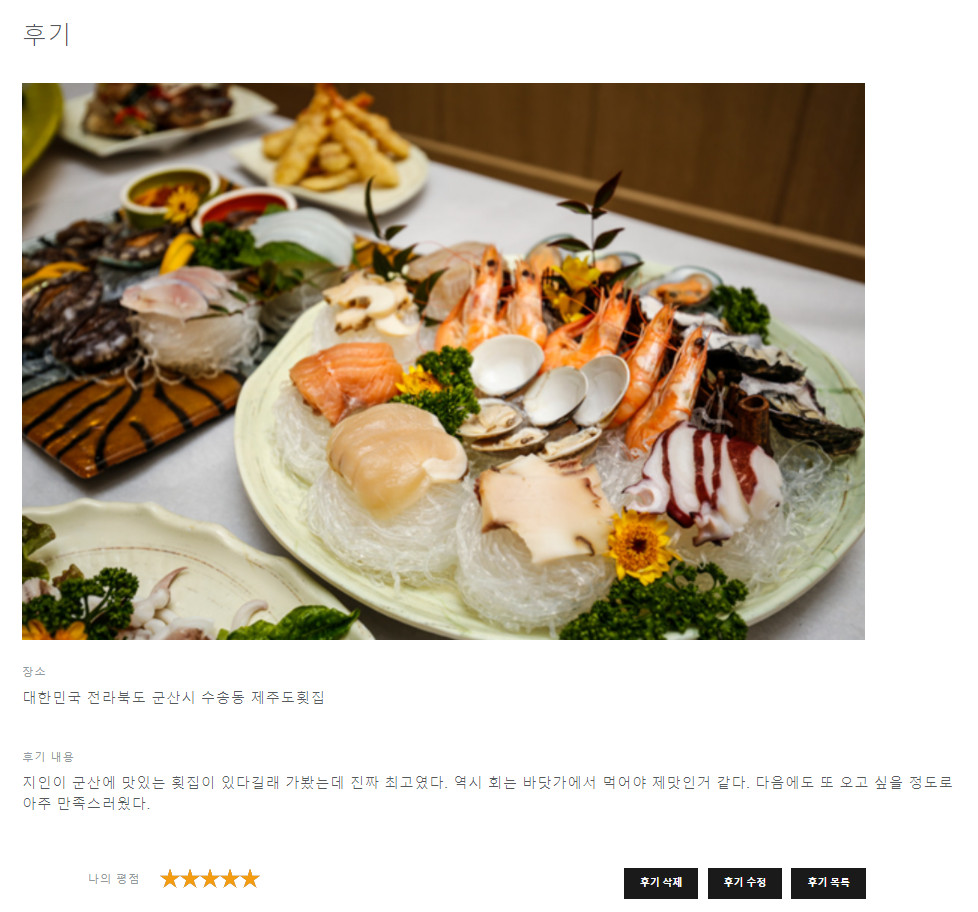 후기
장소
대한민국 전라북도 군산시 수송동 제주도횟집
후기 내용
지인이 군산에 맛있는 횟집이 있다길래 가봤는데 진짜 최고였다. 역시 회는 바닷가에서 먹어야 제맛인거 같다. 다음에도 또 오고 싶을 정도로
아주 만족스러웠다.
나의 평점 ★★★★★
후기 삭제 후기 수정 후기 목록